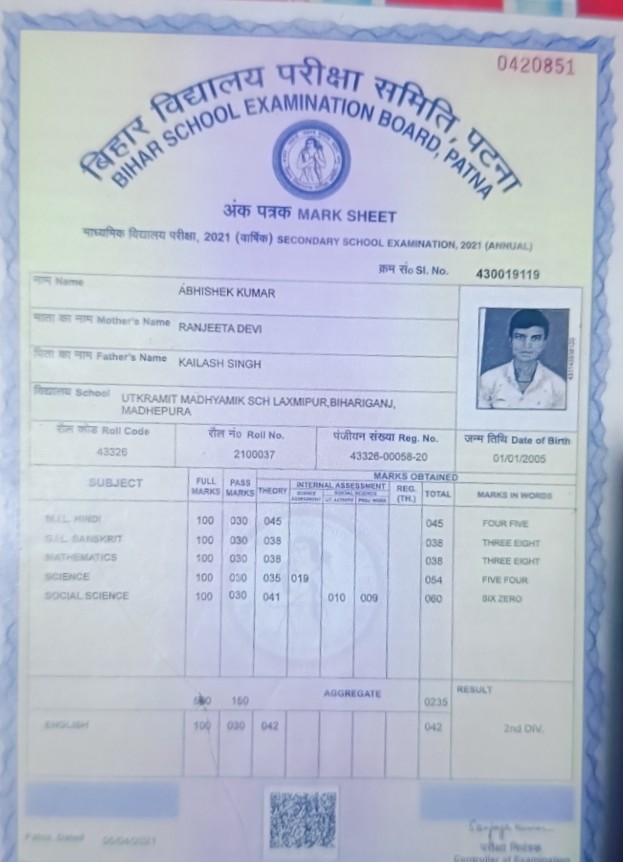 0420851
बिहार विद्यालय परीक्षा समिति, पटना
BIHAR SCHOOL EXAMINATION BOARD, PATNA
अंक पत्रक MARK SHEET
माध्यमिक विद्यालय परीक्षा, 2021 (वार्षिक) SECONDARY SCHOOL EXAMINATION, 2021 (ANNUAL)
क्रम सं० Sl. No. 430019119
नाम Name ABHISHEK KUMAR
माता का नाम Mother's Name RANJEETA DEVI
पिता का नाम Father's Name KAILASH SINGH
विद्यालय School UTKRAMIT MADHYAMIK SCH LAXMIPUR,BIHARIGANJ,
MADHEPURA
रौल कोड Roll Code रौल नं० Roll No. पंजीयन संख्या Reg. No. जन्म तिथि Date of Birth
43326 2100037 43326-00058-20 01/01/2005
SUBJECT FULL MARKS PASS MARKS MARKS OBTAINED
THEORY INTERNAL ASSESSMENT REG. (TH.) TOTAL MARKS IN WORDS
SCIENCE SOCIAL SCIENCE
M.I.L. HINDI 100 030 045 045 FOUR FIVE
S.I.L. SANSKRIT 100 030 038 038 THREE EIGHT
MATHEMATICS 100 030 038 038 THREE EIGHT
SCIENCE 100 030 035 019 054 FIVE FOUR
SOCIAL SCIENCE 100 030 041 010 009 060 SIX ZERO
150 AGGREGATE 0235 RESULT
ENGLISH 100 030 042 042 2nd DIV.
Patna, Dated
परीक्षा नियंत्रक
Controller of Examination